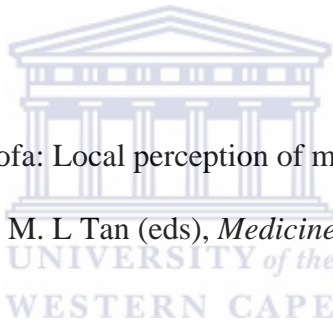 ofa: Local perception of m
M. L Tan (eds), Medicine
UNIVERSITY of the
WESTERN CAPE